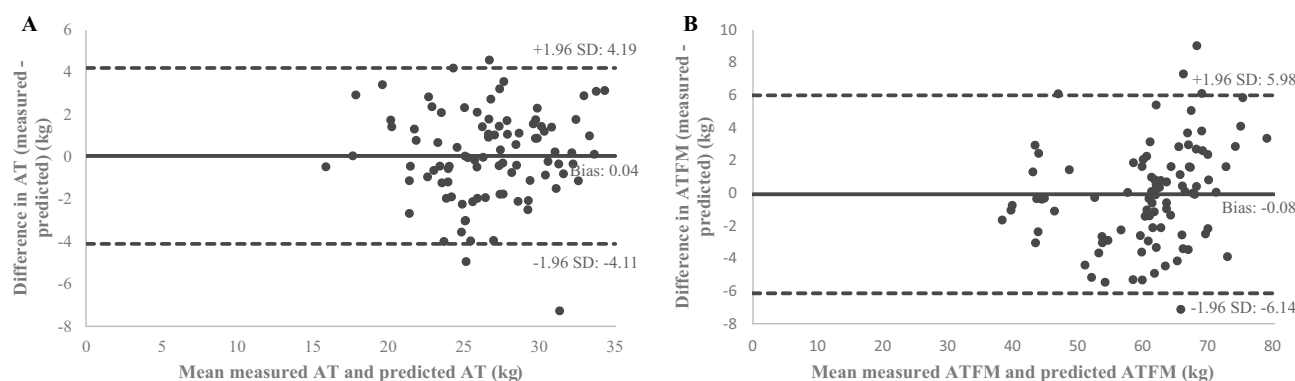 A
Difference in AT (measured -
predicted) (kg)
6
4
2
0
-2
-4
-6
-8
+1.96 SD: 4.19
Bias: 0.04
-1.96 SD: -4.11
0
5
10
15
20
25
30
35
Mean measured AT and predicted AT (kg)
B
Difference in ATFM (measured -
predicted) (kg)
10
8
6
4
2
0
-2
-4
-6
-8
+1.96 SD: 5.98
Bias: -0.08
-1.96 SD: -6.14
0
10
20
30
40
50
60
70
80
Mean measured ATFM and predicted ATFM (kg)